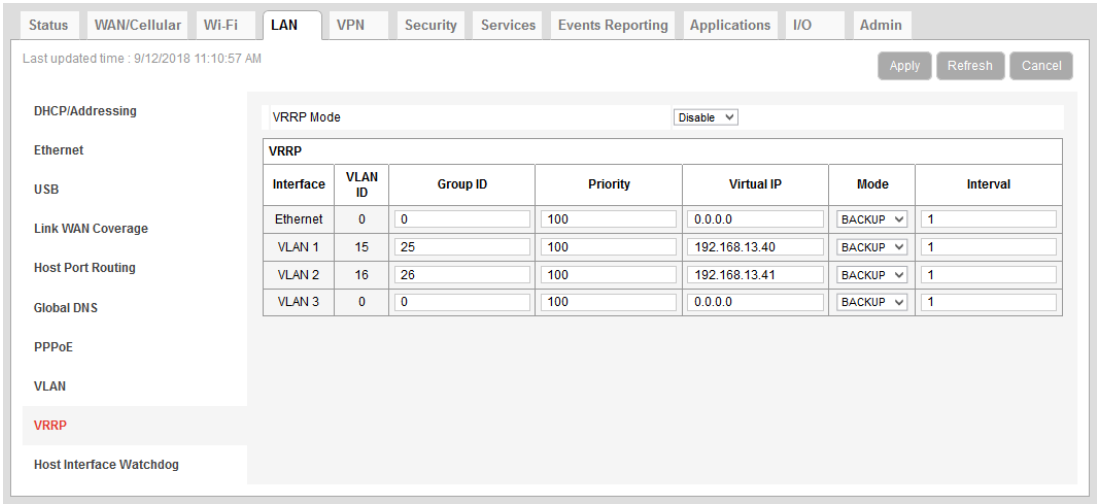 Status WAN/Cellular Wi-Fi LAN VPN Security Services Events Reporting Applications I/O Admin
Last updated time : 9/12/2018 11:10:57 AM
Apply Refresh Cancel
DHCP/Addressing
Ethernet
USB
Link WAN Coverage
Host Port Routing
Global DNS
PPPoE
VLAN
VRRP
Host Interface Watchdog
VRRP Mode Disable
VRRP
Interface VLAN ID Group ID Priority Virtual IP Mode Interval
Ethernet 0 0 100 0.0.0.0 BACKUP 1
VLAN 1 15 25 100 192.168.13.40 BACKUP 1
VLAN 2 16 26 100 192.168.13.41 BACKUP 1
VLAN 3 0 0 100 0.0.0.0 BACKUP 1